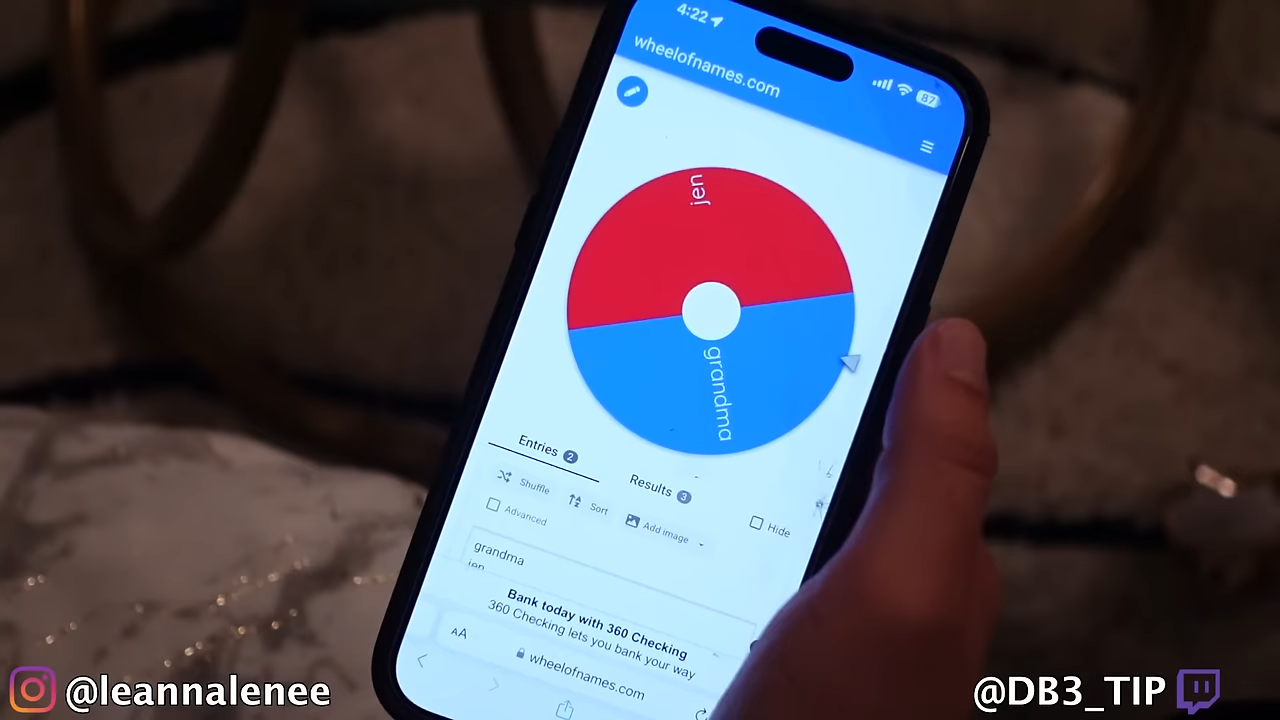 4:22
87
wheelofnames.com
jen
grandma
Entries 2
Results 3
Shuffle
Sort
Add image
Hide
Advanced
grandma
jen
Bank today with 360 Checking
360 Checking lets you bank your way
AA
wheelofnames.com
@leannalenee
@DB3_TIP